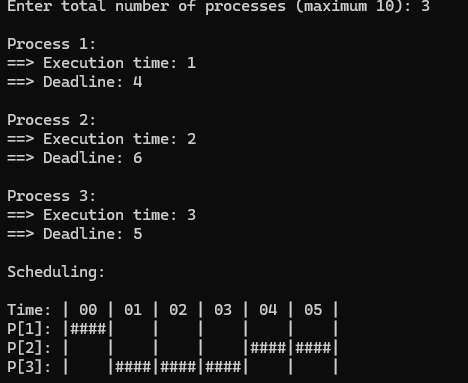 Enter total number of processes (maximum 10): 3
Process 1:
==> Execution time: 1
==> Deadline: 4
Process 2:
==> Execution time: 2
==> Deadline: 6
Process 3:
==> Execution time: 3
==> Deadline: 5
Scheduling:
Time: | 00 | 01 | 02 | 03 | 04 | 05 |
P[1]: |####|    |    |    |    |    |
P[2]: |    |    |    |    |####|####|
P[3]: |    |####|####|####|    |    |